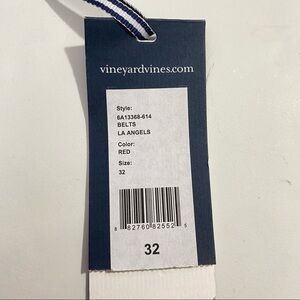 vineyardvines.com
Style:
6A13368-614
BELTS
LA ANGELS
Color:
RED
Size:
32
8 82760 82552 5
32